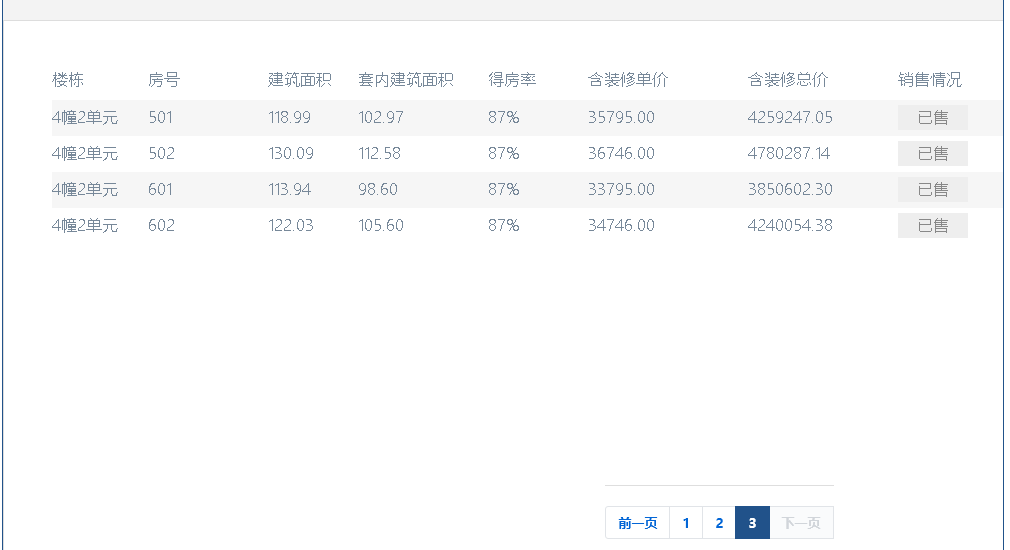 楼栋 房号 建筑面积 套内建筑面积 得房率 含装修单价 含装修总价 销售情况
4幢2单元 501 118.99 102.97 87% 35795.00 4259247.05 已售
4幢2单元 502 130.09 112.58 87% 36746.00 4780287.14 已售
4幢2单元 601 113.94 98.60 87% 33795.00 3850602.30 已售
4幢2单元 602 122.03 105.60 87% 34746.00 4240054.38 已售
前一页 1 2 3 下一页